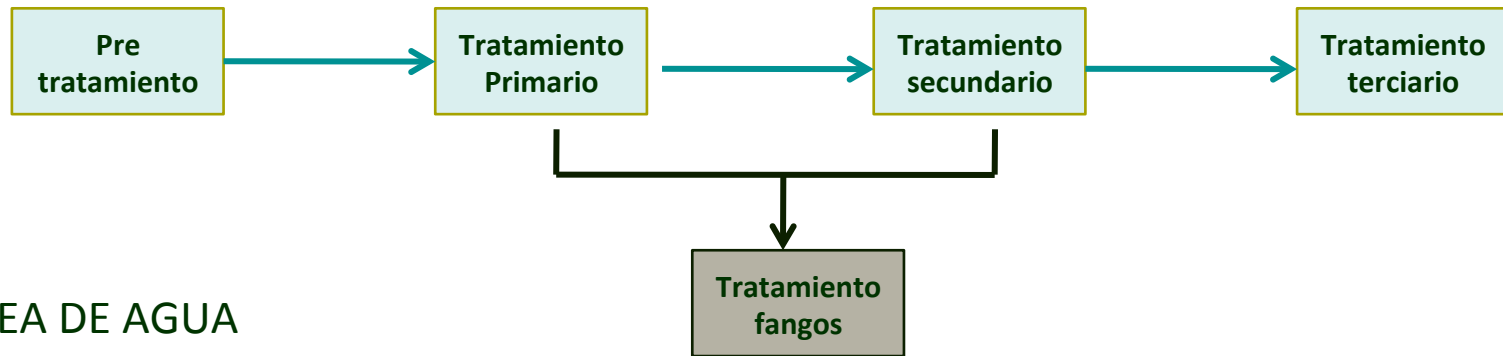 Pre
tratamiento
Tratamiento
Primario
Tratamiento
secundario
Tratamiento
terciario
Tratamiento
fangos
EA DE AGUA